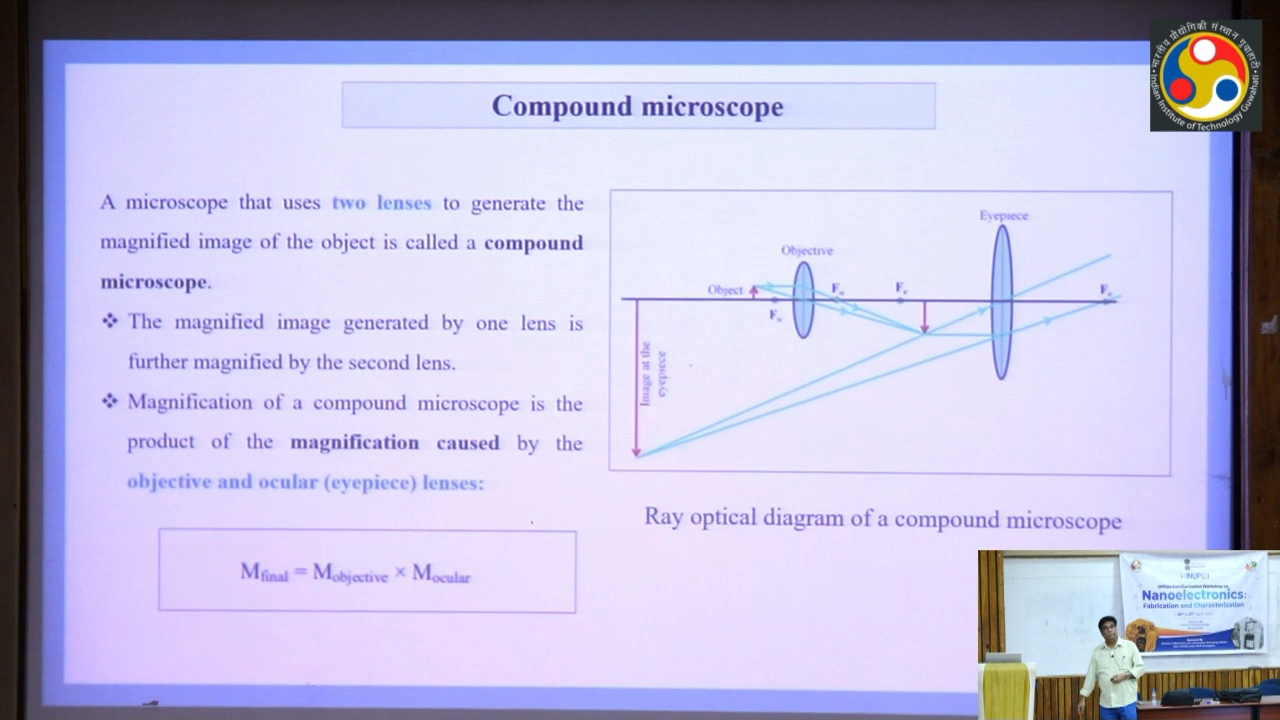 Compound microscope
A microscope that uses two lenses to generate the
magnified image of the object is called a compound
microscope.
❖ The magnified image generated by one lens is
further magnified by the second lens.
❖ Magnification of a compound microscope is the
product of the magnification caused by the
objective and ocular (eyepiece) lenses:
Mfinal = Mobjective × Mocular
Eyepiece
Objective
Object
Fo
Fe
Fe
Fo
Image at the
eyepiece
Ray optical diagram of a compound microscope
भारतीय प्रौद्योगिकी संस्थान गुवाहाटी
Indian Institute of Technology Guwahati
Nanoelectronics:
Fabrication and Characterization